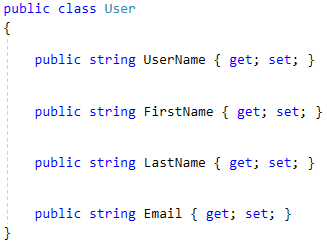 public class User
{
public string UserName { get; set; }
public string FirstName { get; set; }
public string LastName { get; set; }
public string Email { get; set; }
}